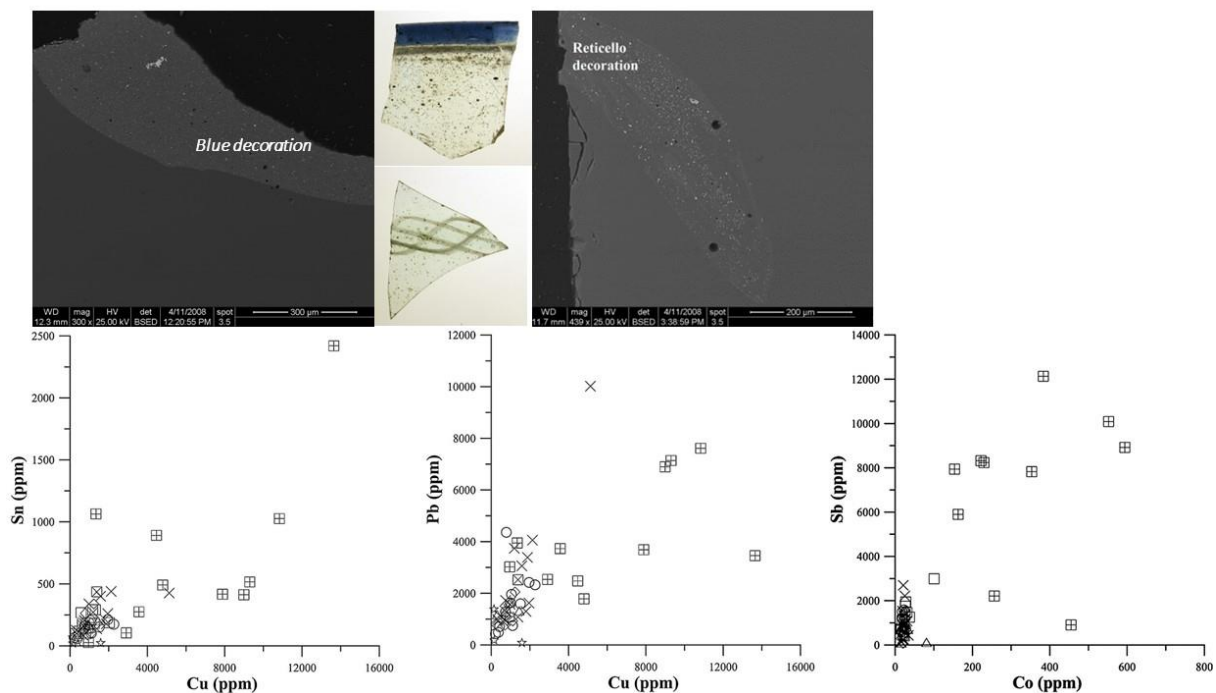 Blue decoration
WD mag HV det 4/11/2008 spot 300 µm
12.3 mm 300 x 25.00 kV BSED 12:20:55 PM 3.5
Reticello
decoration
WD mag HV det 4/11/2008 spot 200 µm
11.7 mm 439 x 25.00 kV BSED 3:38:59 PM 3.5
2500
2000
1500
1000
500
0
Sn (ppm)
0 4000 8000 12000 16000
Cu (ppm)
12000
10000
8000
6000
4000
2000
0
Pb (ppm)
0 4000 8000 12000 16000
Cu (ppm)
14000
12000
10000
8000
6000
4000
2000
0
Sb (ppm)
0 200 400 600 800
Co (ppm)